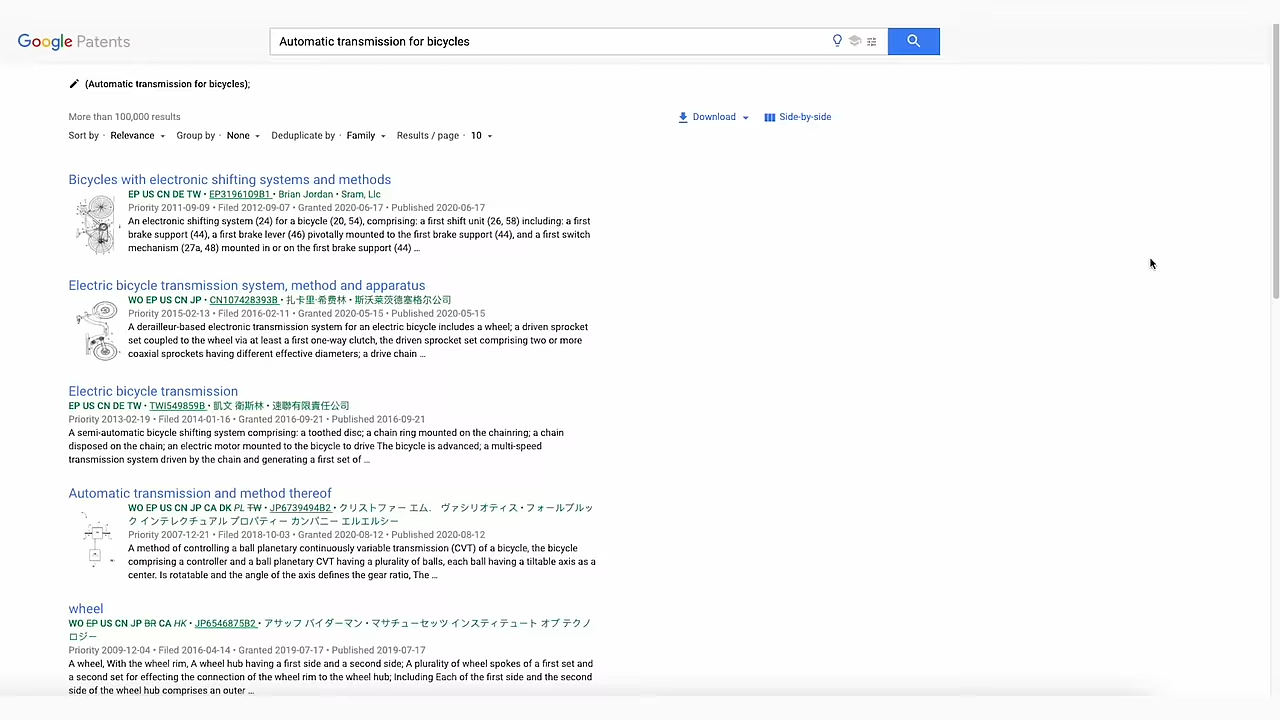 Google Patents
Automatic transmission for bicycles
(Automatic transmission for bicycles);
More than 100,000 results
Download
Side-by-side
Sort by · Relevance Group by · None Deduplicate by · Family Results / page · 10
Bicycles with electronic shifting systems and methods
EP US CN DE TW • EP3196109B1 • Brian Jordan • Sram, Llc
Priority 2011-09-09 • Filed 2012-09-07 • Granted 2020-06-17 • Published 2020-06-17
An electronic shifting system (24) for a bicycle (20, 54), comprising: a first shift unit (26, 58) including: a first
brake support (44), a first brake lever (46) pivotally mounted to the first brake support (44), and a first switch
mechanism (27a, 48) mounted in or on the first brake support (44) …
Electric bicycle transmission system, method and apparatus
WO EP US CN JP • CN107428393B • 扎卡里·希费林 • 斯沃莱茨德塞格尔公司
Priority 2015-02-13 • Filed 2016-02-11 • Granted 2020-05-15 • Published 2020-05-15
A derailleur-based electronic transmission system for an electric bicycle includes a wheel; a driven sprocket
set coupled to the wheel via at least a first one-way clutch, the driven sprocket set comprising two or more
coaxial sprockets having different effective diameters; a drive chain …
Electric bicycle transmission
EP US CN DE TW • TWI549859B • 凱文 衛斯林 • 速聯有限責任公司
Priority 2013-02-19 • Filed 2014-01-16 • Granted 2016-09-21 • Published 2016-09-21
A semi-automatic bicycle shifting system comprising: a toothed disc; a chain ring mounted on the chainring; a chain
disposed on the chain; an electric motor mounted to the bicycle to drive The bicycle is advanced; a multi-speed
transmission system driven by the chain and generating a first set of …
Automatic transmission and method thereof
WO EP US CN JP CA DK PL TW • JP6739494B2 • クリストファー エム． ヴァシリオティス • フォールブルッ
ク インテレクチュアル プロパティー カンパニー エルエルシー
Priority 2007-12-21 • Filed 2018-10-03 • Granted 2020-08-12 • Published 2020-08-12
A method of controlling a ball planetary continuously variable transmission (CVT) of a bicycle, the bicycle
comprising a controller and a ball planetary CVT having a plurality of balls, each ball having a tiltable axis as a
center. Is rotatable and the angle of the axis defines the gear ratio, The …
wheel
WO EP US CN JP BR CA HK • JP6546875B2 • アサッフ バイダーマン • マサチューセッツ インスティテュート オブ テクノ
ロジー
Priority 2009-12-04 • Filed 2016-04-14 • Granted 2019-07-17 • Published 2019-07-17
A wheel, With the wheel rim, A wheel hub having a first side and a second side; A plurality of wheel spokes of a first set and
a second set for effecting the connection of the wheel rim to the wheel hub; Including Each of the first side and the second
side of the wheel hub comprises an outer …